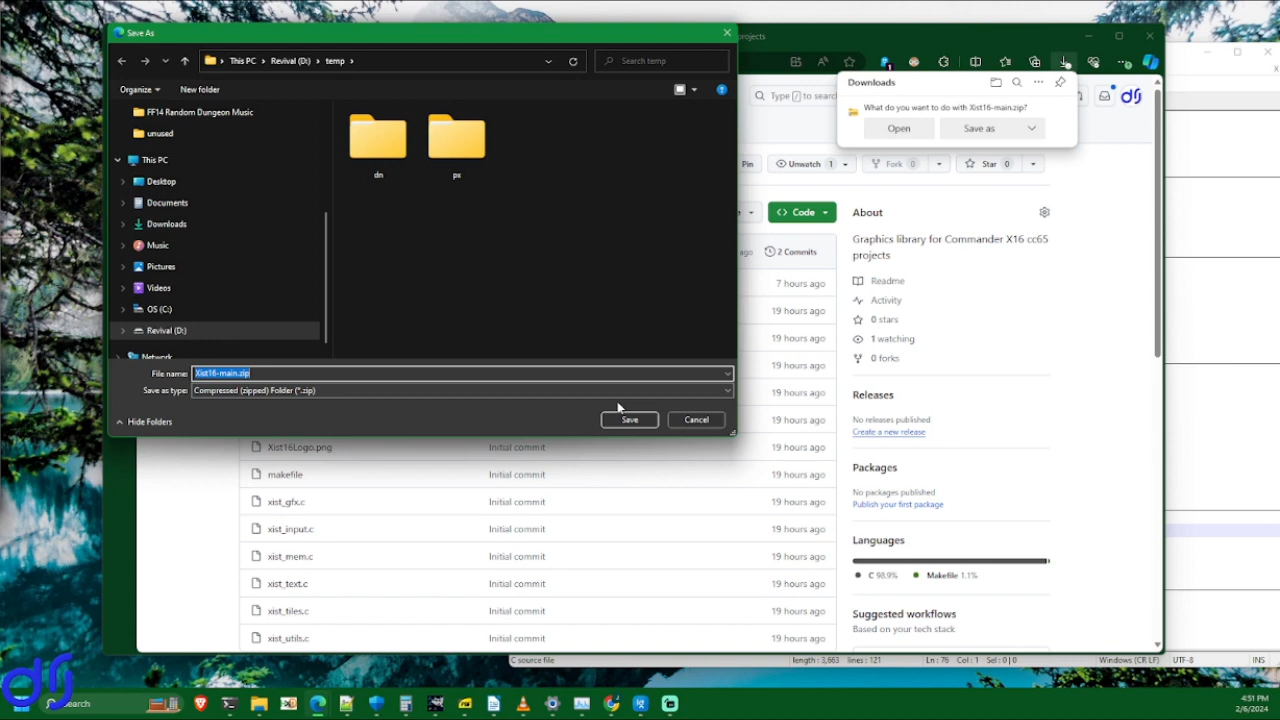 Save As
This PC > Revival (D:) > temp >
Search temp
Organize
New folder
FF14 Random Dungeon Music
unused
This PC
Desktop
Documents
Downloads
Music
Pictures
Videos
OS (C:)
Revival (D:)
Network
dn
px
File name:
Xist16-main.zip
Save as type:
Compressed (zipped) Folder (*.zip)
Hide Folders
Save
Cancel
projects
Downloads
What do you want to do with Xist16-main.zip?
Open
Save as
Type / to search
Pin
Unwatch 1
Fork 0
Star 0
Code
About
Graphics library for Commander X16 cc65
projects
Readme
Activity
0 stars
1 watching
0 forks
Releases
No releases published
Create a new release
Packages
No packages published
Publish your first package
Languages
C 98.9%
Makefile 1.1%
Suggested workflows
Based on your tech stack
ago
2 Commits
7 hours ago
19 hours ago
19 hours ago
19 hours ago
19 hours ago
19 hours ago
Xist16Logo.png Initial commit 19 hours ago
makefile Initial commit 19 hours ago
xist_gfx.c Initial commit 19 hours ago
xist_input.c Initial commit 19 hours ago
xist_mem.c Initial commit 19 hours ago
xist_text.c Initial commit 19 hours ago
xist_tiles.c Initial commit 19 hours ago
xist_utils.c Initial commit 19 hours ago
C source file
length : 3,663 lines : 121
Ln : 76 Col : 1 Sel : 0 | 0
Windows (CR LF)
UTF-8
INS
Search
4:51 PM
2/6/2024